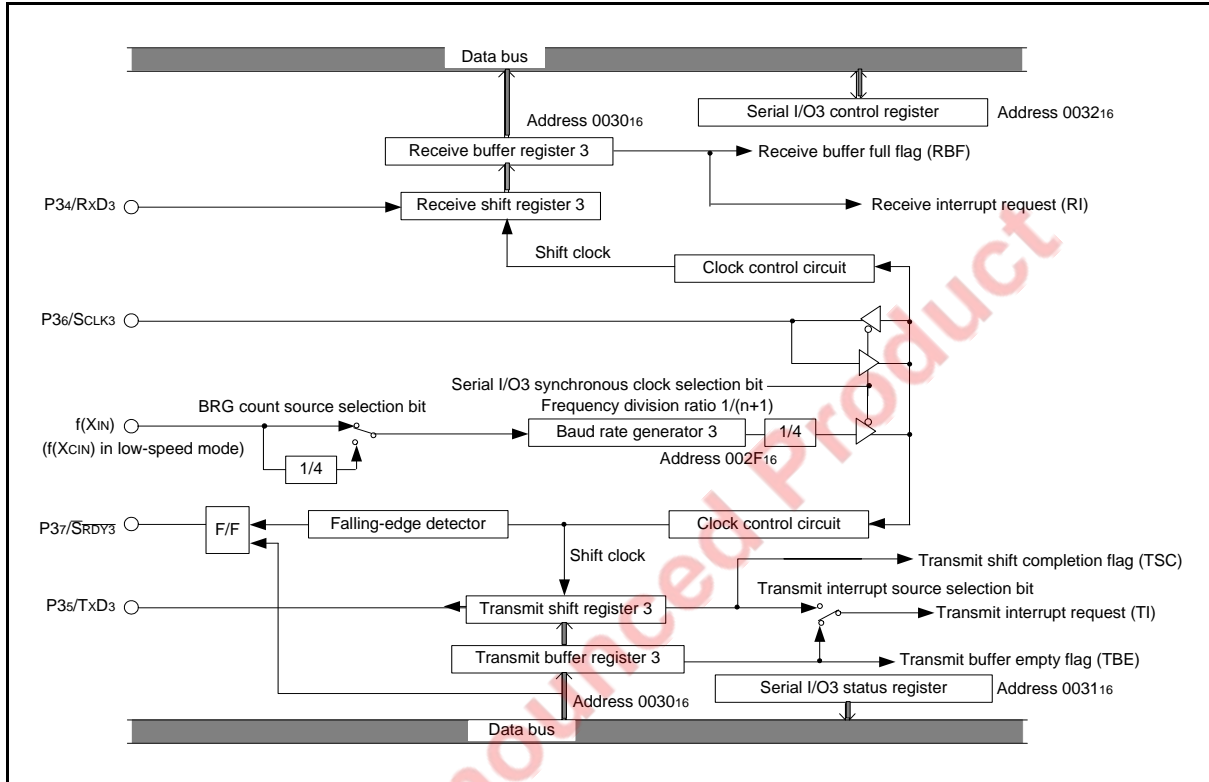 Data bus
Address 0030₁₆
Serial I/O3 control register
Address 0032₁₆
Receive buffer register 3
Receive buffer full flag (RBF)
P3₄/RxD₃
Receive shift register 3
Receive interrupt request (RI)
Shift clock
Clock control circuit
P3₆/SCLK3
Serial I/O3 synchronous clock selection bit
BRG count source selection bit
Frequency division ratio 1/(n+1)
f(XIN)
Baud rate generator 3
1/4
(f(XCIN) in low-speed mode)
Address 002F₁₆
1/4
P3₇/S̅R̅D̅Y̅3̅
F/F
Falling-edge detector
Clock control circuit
Shift clock
Transmit shift completion flag (TSC)
Transmit interrupt source selection bit
P3₅/TxD₃
Transmit shift register 3
Transmit interrupt request (TI)
Transmit buffer register 3
Transmit buffer empty flag (TBE)
Address 0030₁₆
Serial I/O3 status register
Address 0031₁₆
Data bus
ounced Product